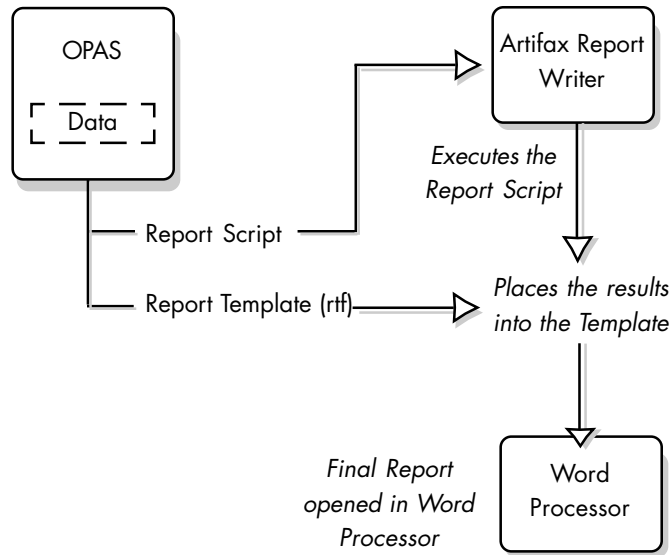 OPAS
Data
Artifax Report
Writer
Executes the
Report Script
Report Script
Report Template (rtf)
Places the results
into the Template
Final Report
opened in Word
Processor
Word
Processor